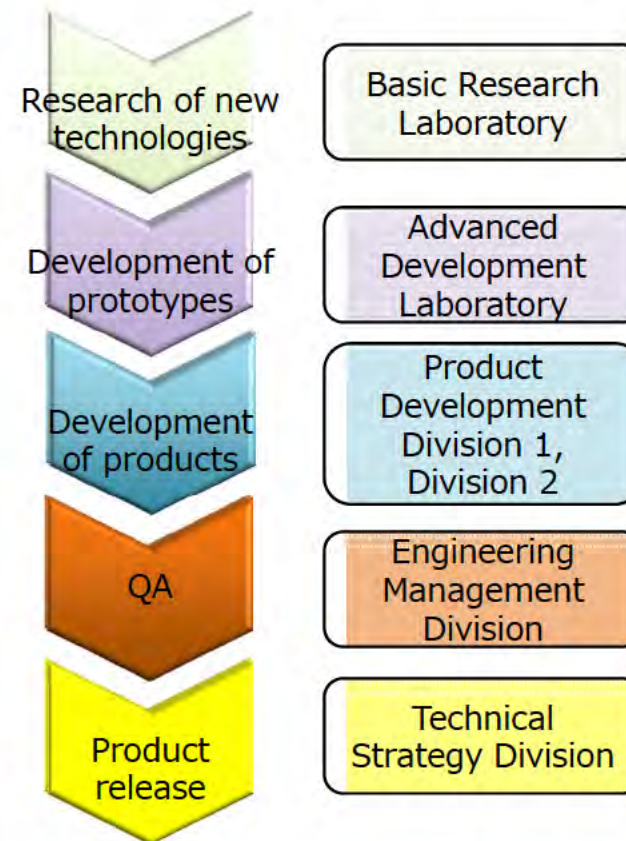 Research of new
technologies
Basic Research
Laboratory
Development of
prototypes
Advanced
Development
Laboratory
Development
of products
Product
Development
Division 1,
Division 2
QA
Engineering
Management
Division
Product
release
Technical
Strategy Division